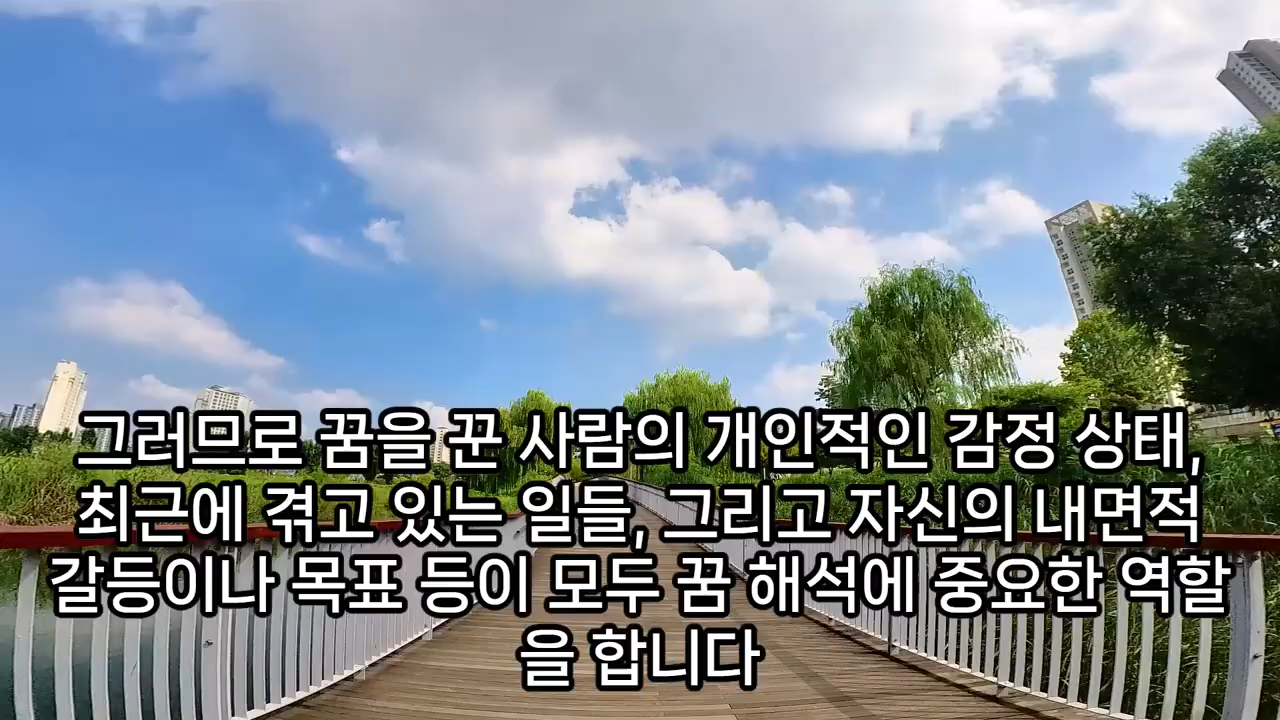 그러므로 꿈을 꾼 사람의 개인적인 감정 상태,
최근에 겪고 있는 일들, 그리고 자신의 내면적
갈등이나 목표 등이 모두 꿈 해석에 중요한 역할
을 합니다